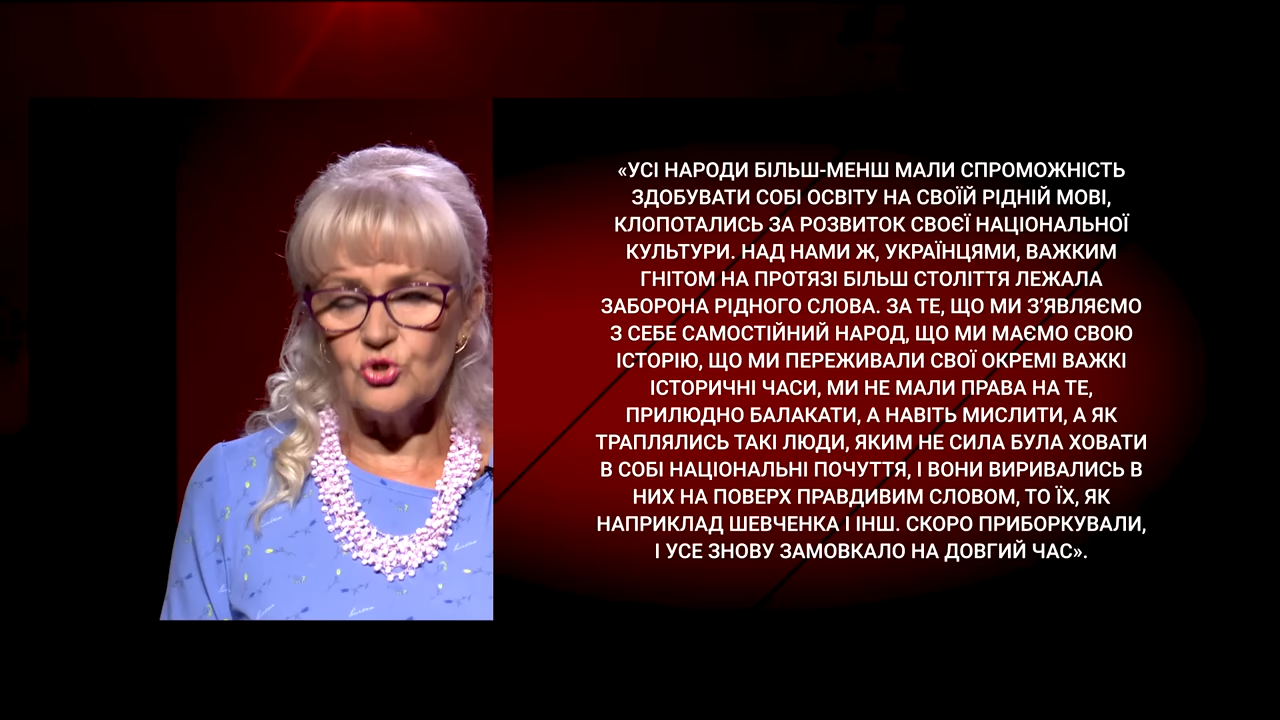 «УСІ НАРОДИ БІЛЬШ-МЕНШ МАЛИ СПРОМОЖНІСТЬ
ЗДОБУВАТИ СОБІ ОСВІТУ НА СВОЇЙ РІДНІЙ МОВІ,
КЛОПОТАЛИСЬ ЗА РОЗВИТОК СВОЄЇ НАЦІОНАЛЬНОЇ
КУЛЬТУРИ. НАД НАМИ Ж, УКРАЇНЦЯМИ, ВАЖКИМ
ГНІТОМ НА ПРОТЯЗІ БІЛЬШ СТОЛІТТЯ ЛЕЖАЛА
ЗАБОРОНА РІДНОГО СЛОВА. ЗА ТЕ, ЩО МИ З’ЯВЛЯЄМО
З СЕБЕ САМОСТІЙНИЙ НАРОД, ЩО МИ МАЄМО СВОЮ
ІСТОРІЮ, ЩО МИ ПЕРЕЖИВАЛИ СВОЇ ОКРЕМІ ВАЖКІ
ІСТОРИЧНІ ЧАСИ, МИ НЕ МАЛИ ПРАВА НА ТЕ,
ПРИЛЮДНО БАЛАКАТИ, А НАВІТЬ МИСЛИТИ, А ЯК
ТРАПЛЯЛИСЬ ТАКІ ЛЮДИ, ЯКИМ НЕ СИЛА БУЛА ХОВАТИ
В СОБІ НАЦІОНАЛЬНІ ПОЧУТТЯ, І ВОНИ ВИРИВАЛИСЬ В
НИХ НА ПОВЕРХ ПРАВДИВИМ СЛОВОМ, ТО ЇХ, ЯК
НАПРИКЛАД ШЕВЧЕНКА І ІНШ. СКОРО ПРИБОРКУВАЛИ,
І УСЕ ЗНОВУ ЗАМОВКАЛО НА ДОВГИЙ ЧАС».